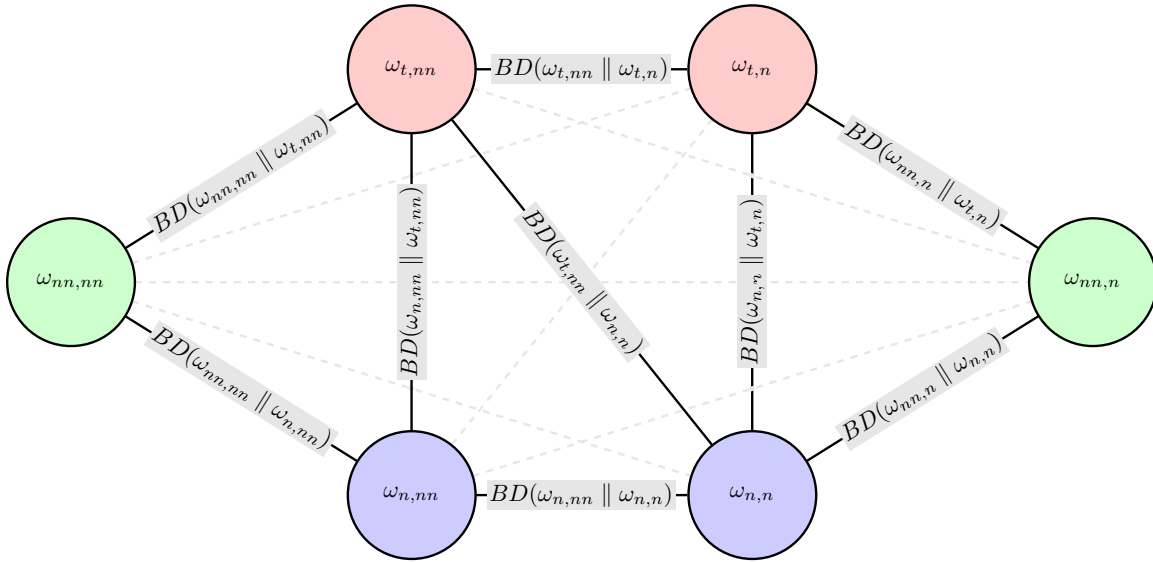 ω_{t,nn}
BD(ω_{t,nn} ∥ ω_{t,n})
ω_{t,n}
BD(ω_{nn,nn} ∥ ω_{t,nn})
BD(ω_{nn,n} ∥ ω_{t,n})
ω_{nn,nn}
BD(ω_{n,nn} ∥ ω_{t,nn})
BD(ω_{t,nn} ∥ ω_{n,n})
BD(ω_{n,n} ∥ ω_{t,n})
ω_{nn,n}
BD(ω_{nn,nn} ∥ ω_{n,nn})
BD(ω_{nn,n} ∥ ω_{n,n})
ω_{n,nn}
BD(ω_{n,nn} ∥ ω_{n,n})
ω_{n,n}